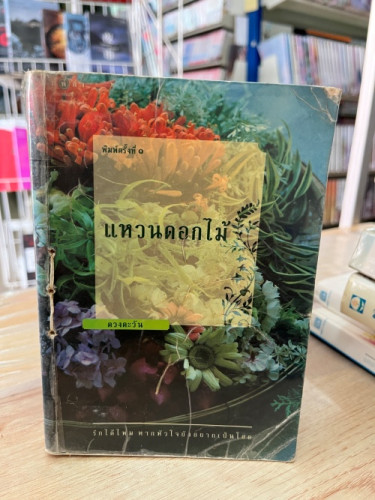 พิมพ์ครั้งที่ ๑
แหวนดอกไม้
ดวงตะวัน
รักได้ไหม หากหัวใจยังอยากเป็นโสด